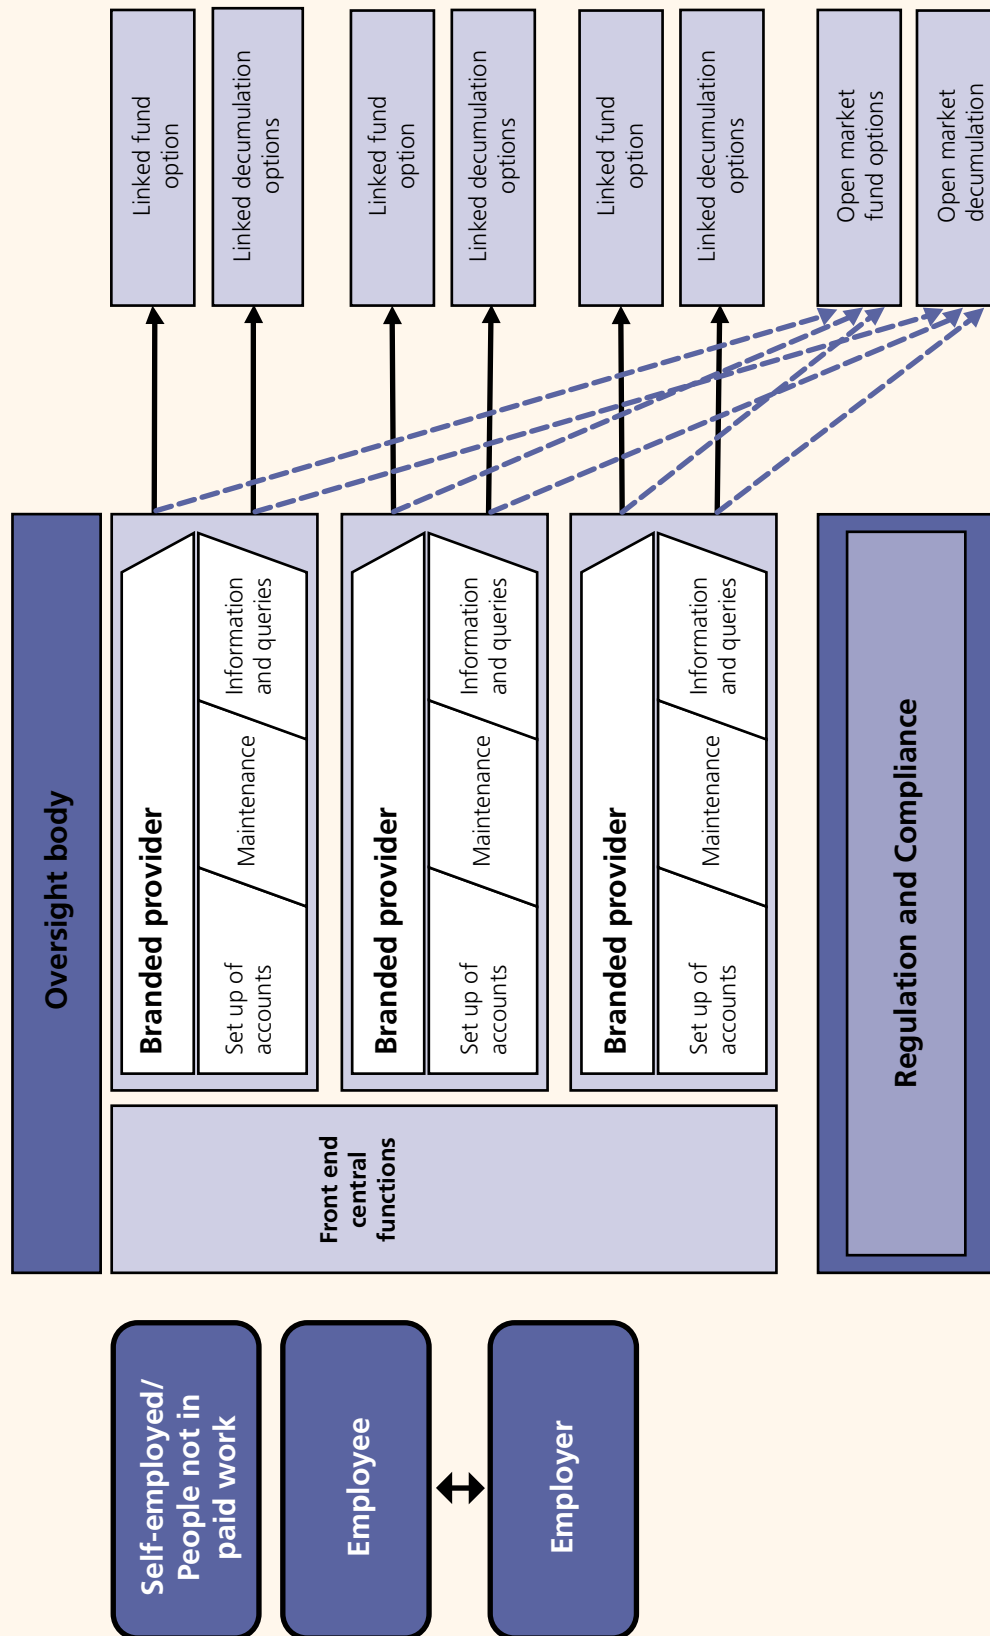 Self-employed/
People not in
paid work
Employee
Employer
Oversight body
Front end
central
functions
Branded provider
Set up of
accounts
Maintenance
Information
and queries
Branded provider
Set up of
accounts
Maintenance
Information
and queries
Branded provider
Set up of
accounts
Maintenance
Information
and queries
Regulation and Compliance
Linked fund
option
Linked decumulation
options
Linked fund
option
Linked decumulation
options
Linked fund
option
Linked decumulation
options
Open market
fund options
Open market
decumulation